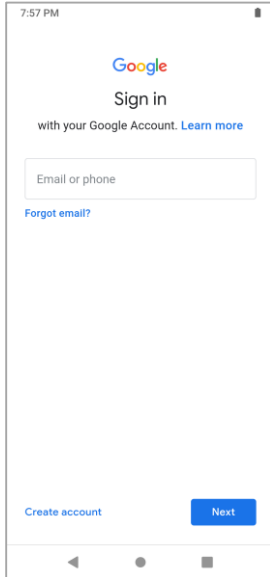 7:57 PM
Google
Sign in
with your Google Account. Learn more
Email or phone
Forgot email?
Create account
Next